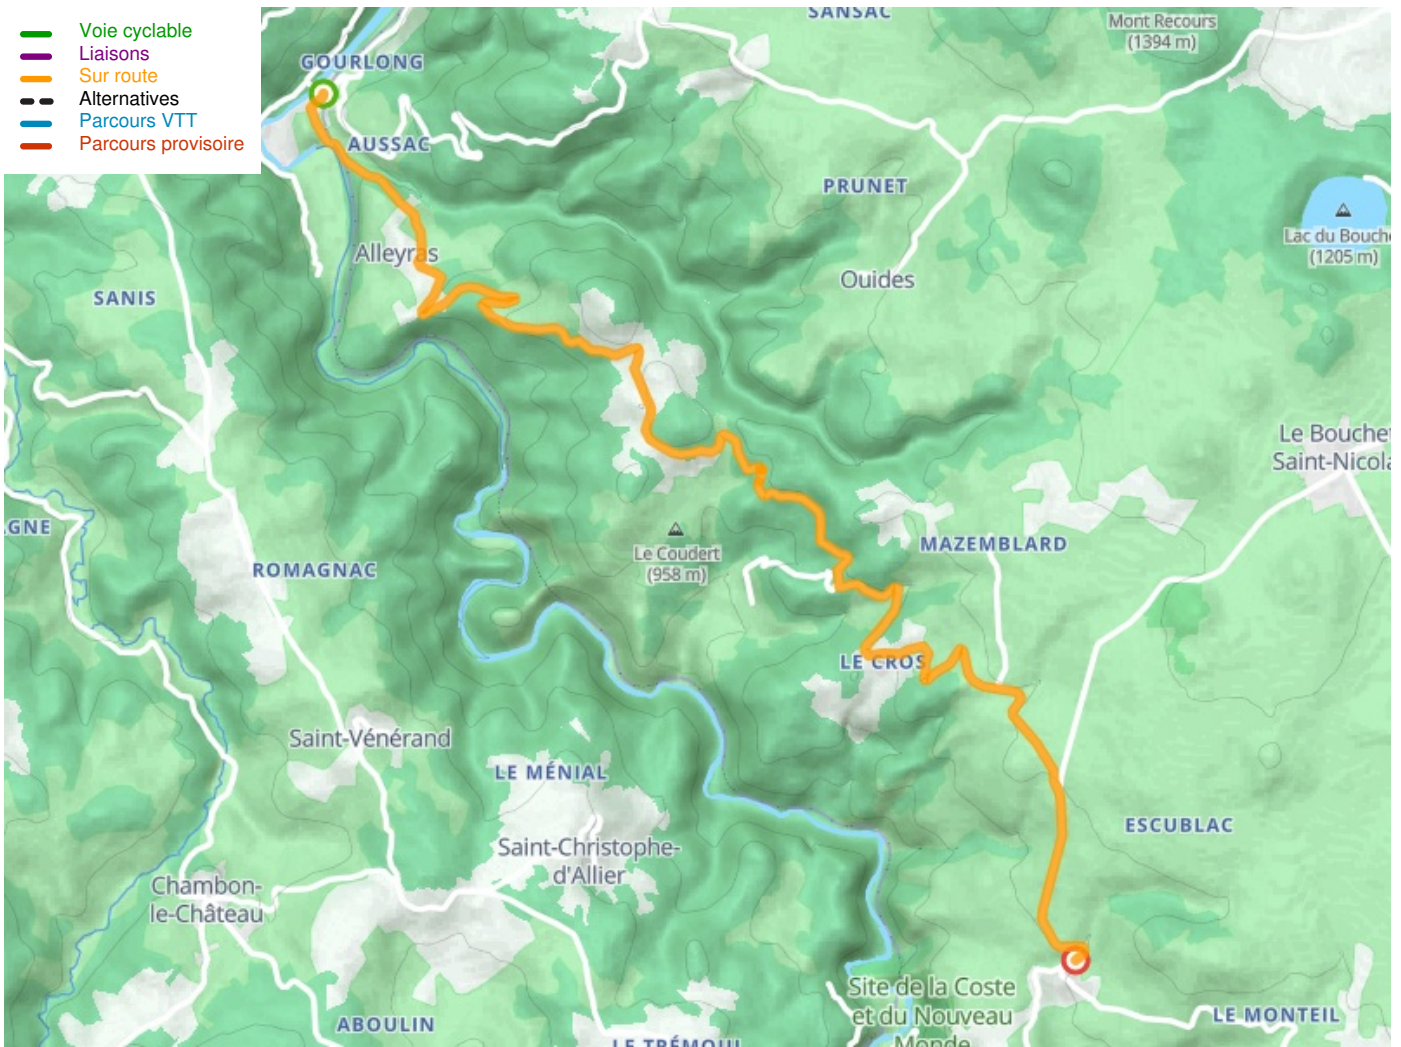 Voie cyclable
Liaisons
Sur route
Alternatives
Parcours VTT
Parcours provisoire
SANSAC
Mont Recours
(1394 m)
GOURLONG
AUSSAC
PRUNET
Lac du Bouche
(1205 m)
Alleyras
Ouides
SANIS
Le Bouchet
Saint-Nicola
GNE
MAZEMBLARD
Le Coudert
(958 m)
ROMAGNAC
LE CROS
Saint-Vénérand
LE MÉNIAL
ESCUBLAC
Saint-Christophe-
d'Allier
Chambon-
le-Château
Site de la Coste
et du Nouveau
Monde
LE MONTEIL
ABOULIN
LE TRÉMOUL